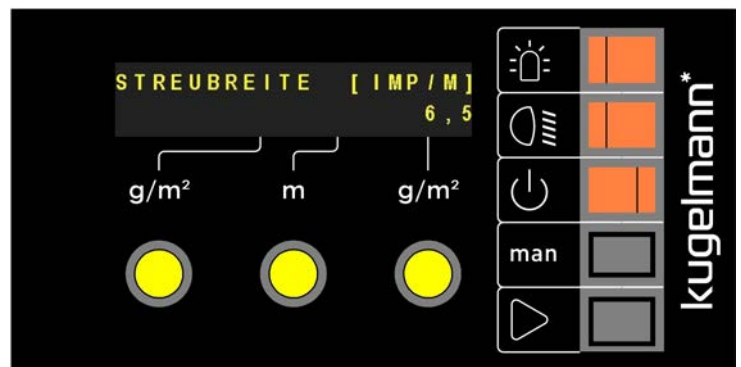 STREUBREITE [IMP/M]
6,5
g/m² m g/m²
man
kugelmann*